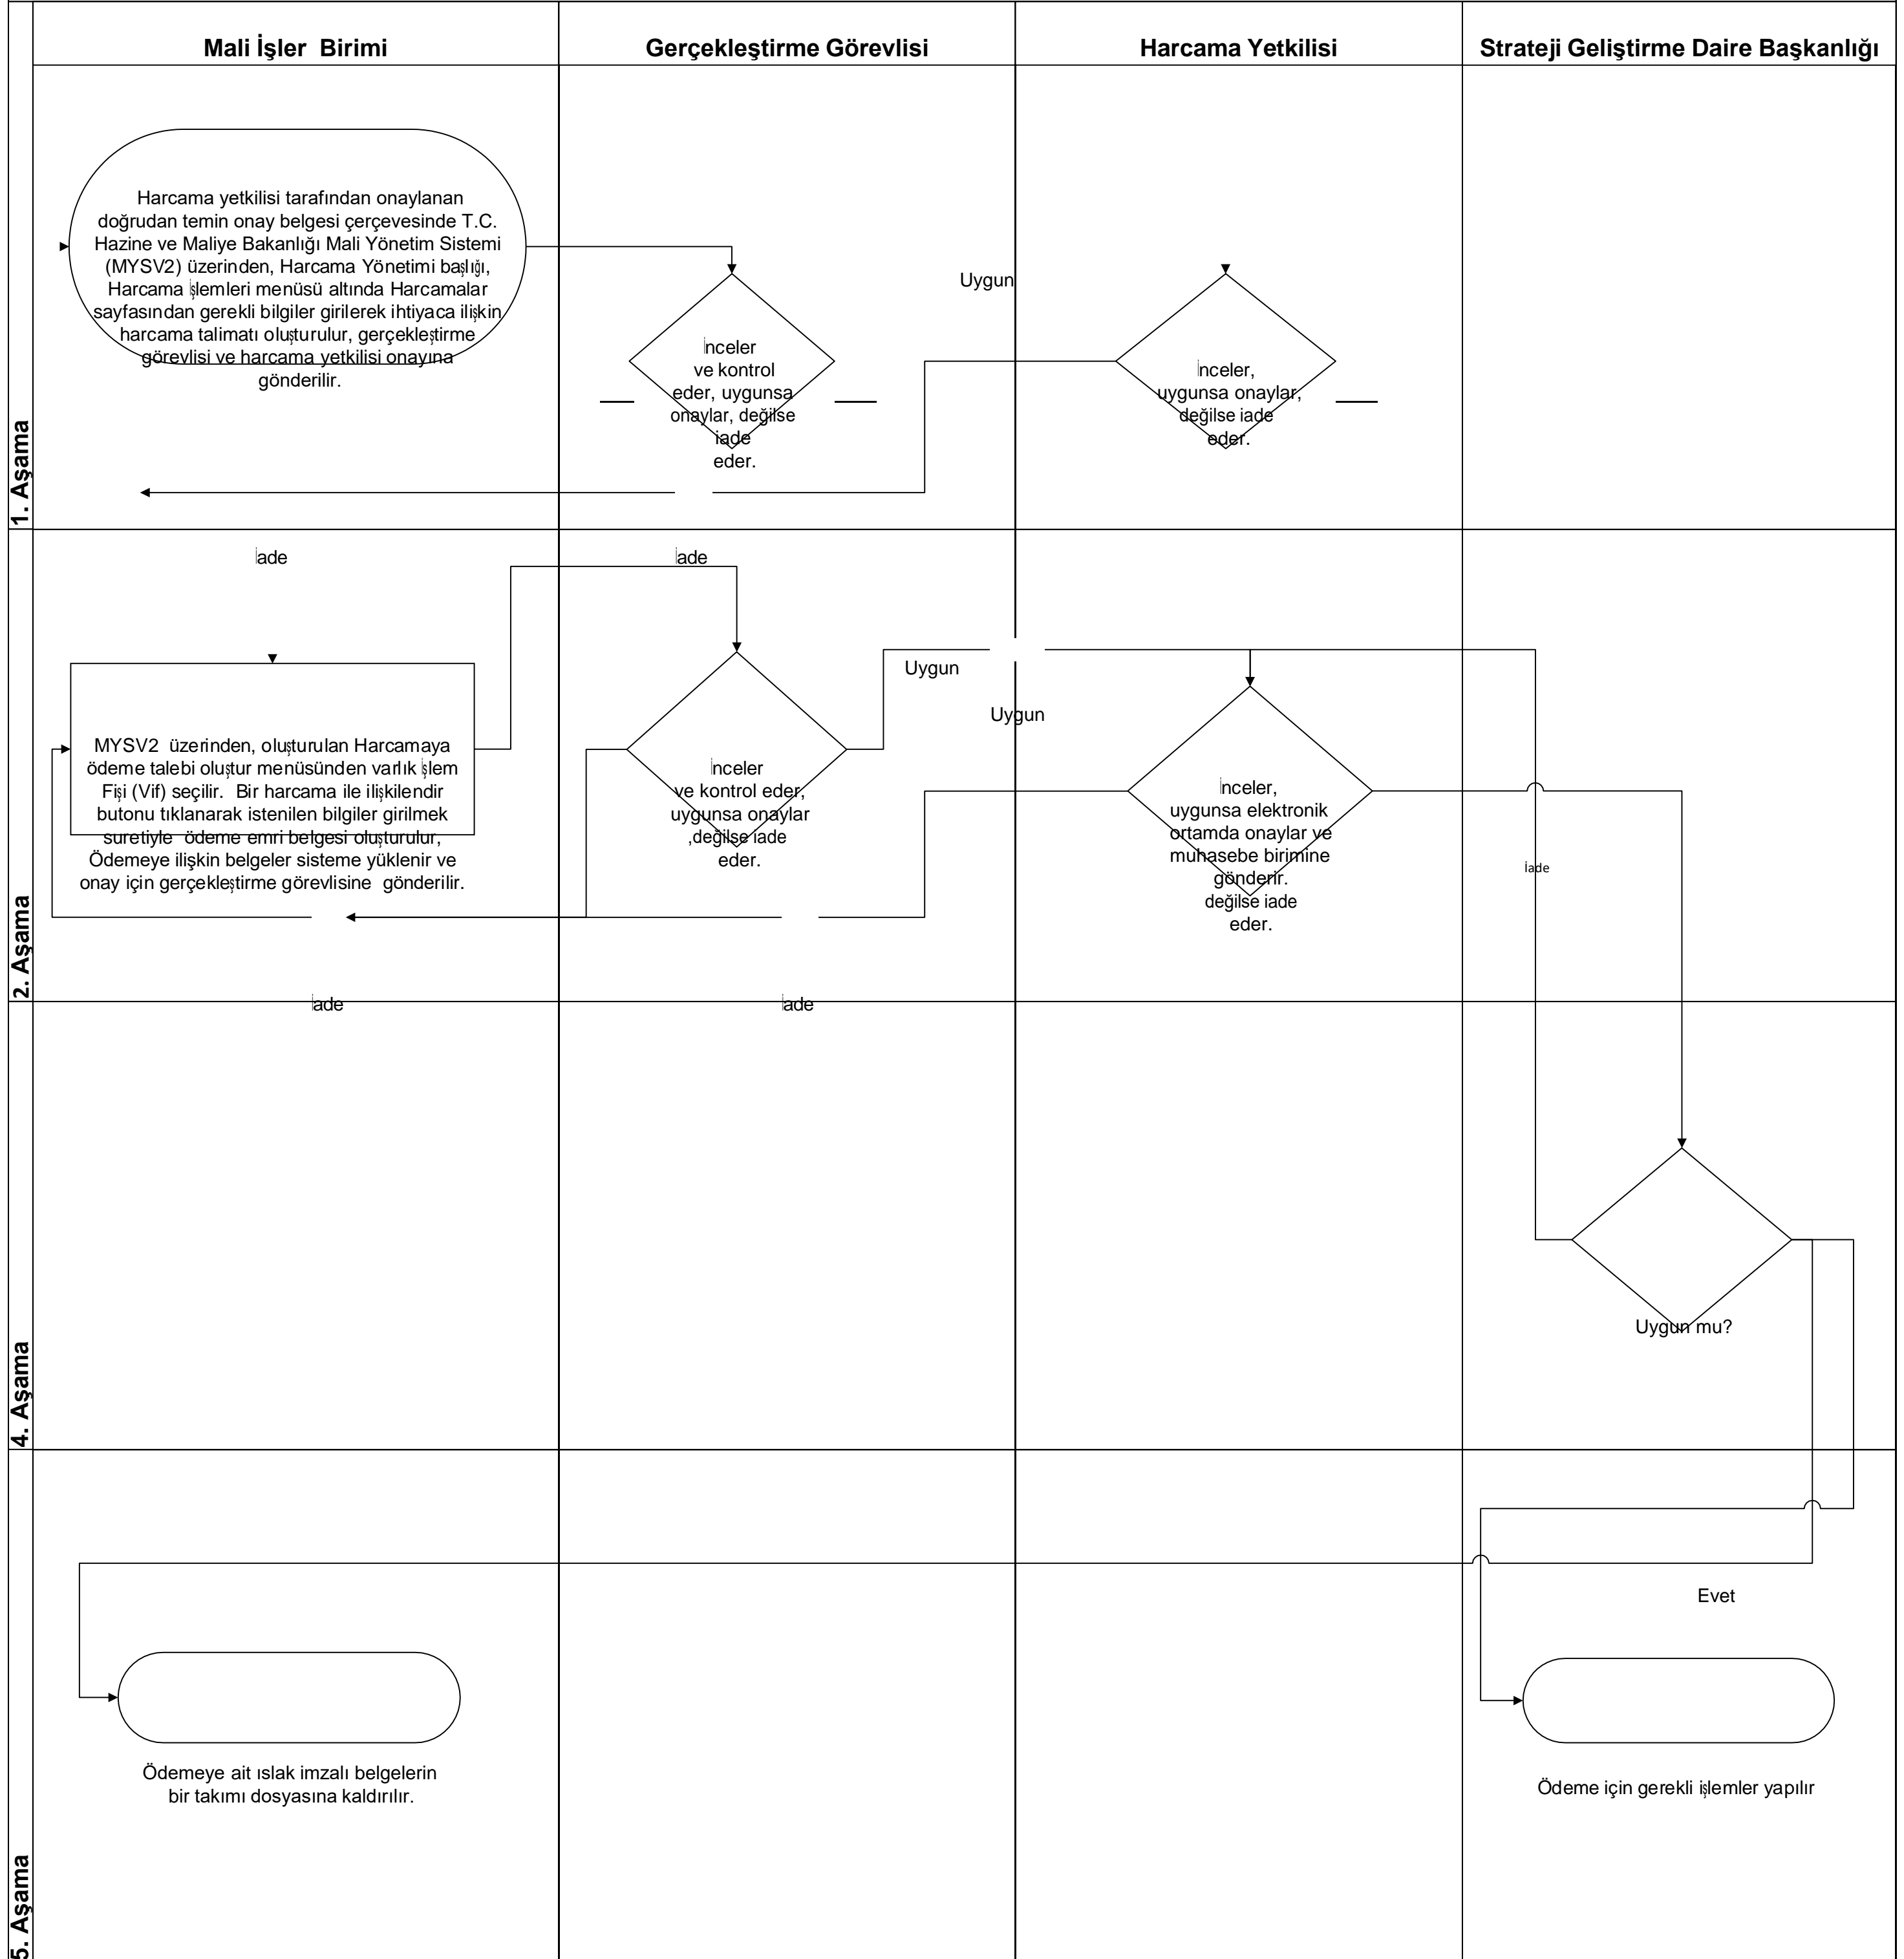 Mali İşler  Birimi
Gerçekleştirme Görevlisi
Harcama Yetkilisi
Strateji Geliştirme Daire Başkanlığı
1. Aşama
Harcama yetkilisi tarafından onaylanan
doğrudan temin onay belgesi çerçevesinde T.C.
Hazine ve Maliye Bakanlığı Mali Yönetim Sistemi
(MYSV2) üzerinden, Harcama Yönetimi başlığı,
Harcama İşlemleri menüsü altında Harcamalar
sayfasından gerekli bilgiler girilerek ihtiyaca ilişkin
harcama talimatı oluşturulur, gerçekleştirme
görevlisi ve harcama yetkilisi onayına
gönderilir.
İnceler
ve kontrol
eder, uygunsa
onaylar, değilse
iade
eder.
Uygun
İnceler,
uygunsa onaylar,
değilse iade
eder.
2. Aşama
İade
İade
MYSV2  üzerinden, oluşturulan Harcamaya
ödeme talebi oluştur menüsünden varlık İşlem
Fişi (Vif) seçilir.  Bir harcama ile ilişkilendir
butonu tıklanarak istenilen bilgiler girilmek
suretiyle  ödeme emri belgesi oluşturulur,
Ödemeye ilişkin belgeler sisteme yüklenir ve
onay için gerçekleştirme görevlisine  gönderilir.
İnceler
ve kontrol eder,
uygunsa onaylar
,değilse iade
eder.
Uygun
Uygun
İnceler,
uygunsa elektronik
ortamda onaylar ve
muhasebe birimine
gönderir.
değilse iade
eder.
İade
İade
İade
4. Aşama
Uygun mu?
5. Aşama
Evet
Ödemeye ait ıslak imzalı belgelerin
bir takımı dosyasına kaldırılır.
Ödeme için gerekli işlemler yapılır